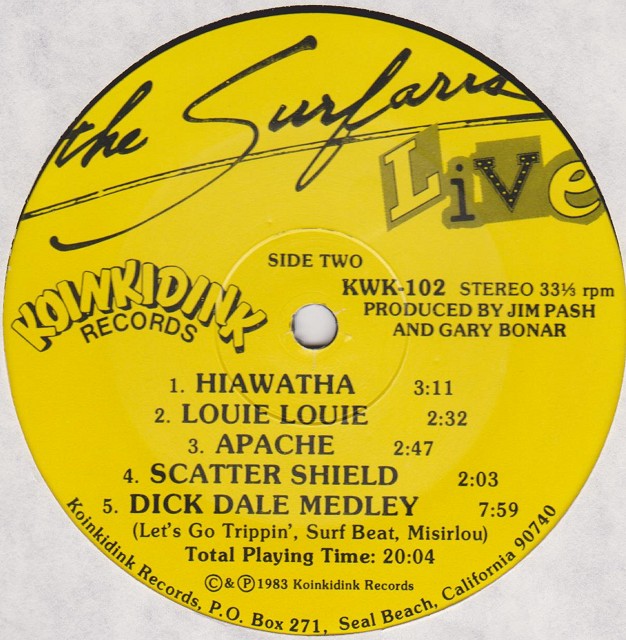 the Surfaris
LiVe
SIDE TWO
KOINKIDINK
RECORDS
KWK-102 STEREO 33⅓ rpm
PRODUCED BY JIM PASH
AND GARY BONAR
1. HIAWATHA 3:11
2. LOUIE LOUIE 2:32
3. APACHE 2:47
4. SCATTER SHIELD 2:03
5. DICK DALE MEDLEY 7:59
(Let's Go Trippin', Surf Beat, Misirlou)
Total Playing Time: 20:04
© & ℗ 1983 Koinkidink Records
Koinkidink Records, P.O. Box 271, Seal Beach, California 90740